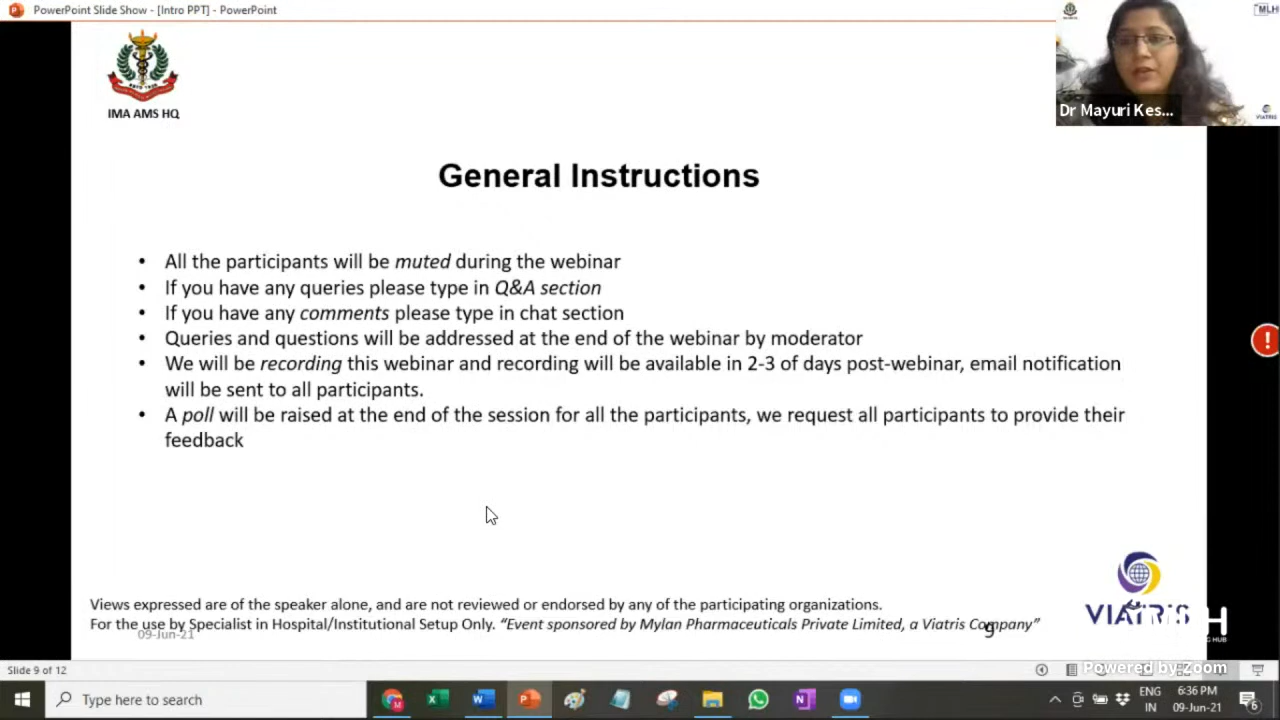 PowerPoint Slide Show - [Intro PPT] - PowerPoint
MLH
IMA AMS HQ
Dr Mayuri Kes...
VIATRIS
General Instructions
• All the participants will be muted during the webinar
• If you have any queries please type in Q&A section
• If you have any comments please type in chat section
• Queries and questions will be addressed at the end of the webinar by moderator
• We will be recording this webinar and recording will be available in 2-3 of days post-webinar, email notification
will be sent to all participants.
• A poll will be raised at the end of the session for all the participants, we request all participants to provide their
feedback
Views expressed are of the speaker alone, and are not reviewed or endorsed by any of the participating organizations.
For the use by Specialist in Hospital/Institutional Setup Only. “Event sponsored by Mylan Pharmaceuticals Private Limited, a Viatris Company”
09-Jun-21
9
VIATRIS
HUB
Slide 9 of 12
Powered by Zoom
Type here to search
ENG
IN
6:36 PM
09-Jun-21
6